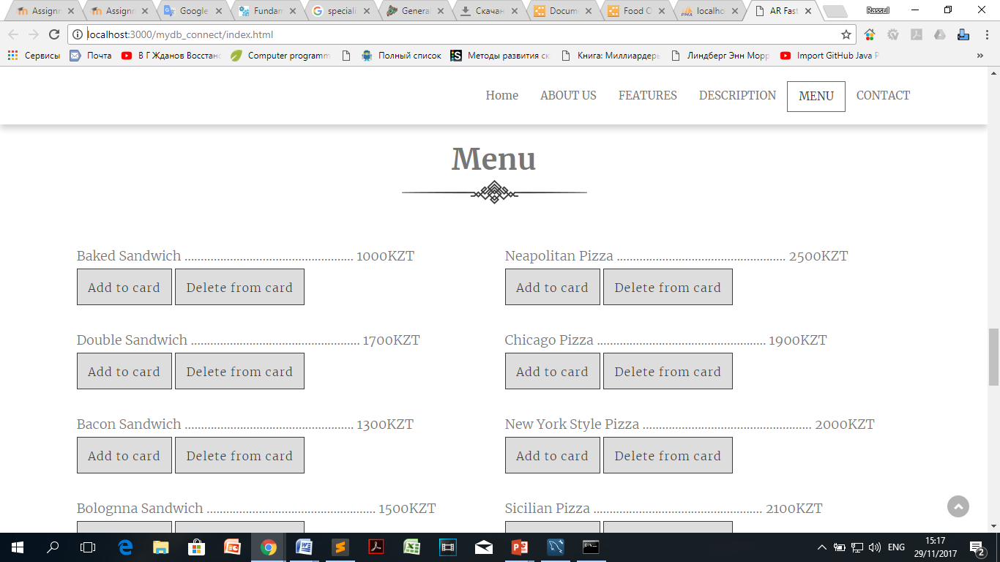 Assignm
Assignm
Google
Fundam
speciali
General
Скачан
Docum
Food O
localho
AR Fast
Rassul
localhost:3000/mydb_connect/index.html
Сервисы
Почта
В Г Жданов Восстано
Computer programm
Полный список
Методы развития ск
Книга: Миллиардеры
Линдберг Энн Морр
Import GitHub Java P
»
Home ABOUT US FEATURES DESCRIPTION MENU CONTACT
Menu
Baked Sandwich .................................................... 1000KZT
Add to card Delete from card
Double Sandwich .................................................... 1700KZT
Add to card Delete from card
Bacon Sandwich .................................................... 1300KZT
Add to card Delete from card
Bolognna Sandwich .................................................... 1500KZT
Neapolitan Pizza .................................................... 2500KZT
Add to card Delete from card
Chicago Pizza .................................................... 1900KZT
Add to card Delete from card
New York Style Pizza .................................................... 2000KZT
Add to card Delete from card
Sicilian Pizza .................................................... 2100KZT
ENG
15:17
29/11/2017
2